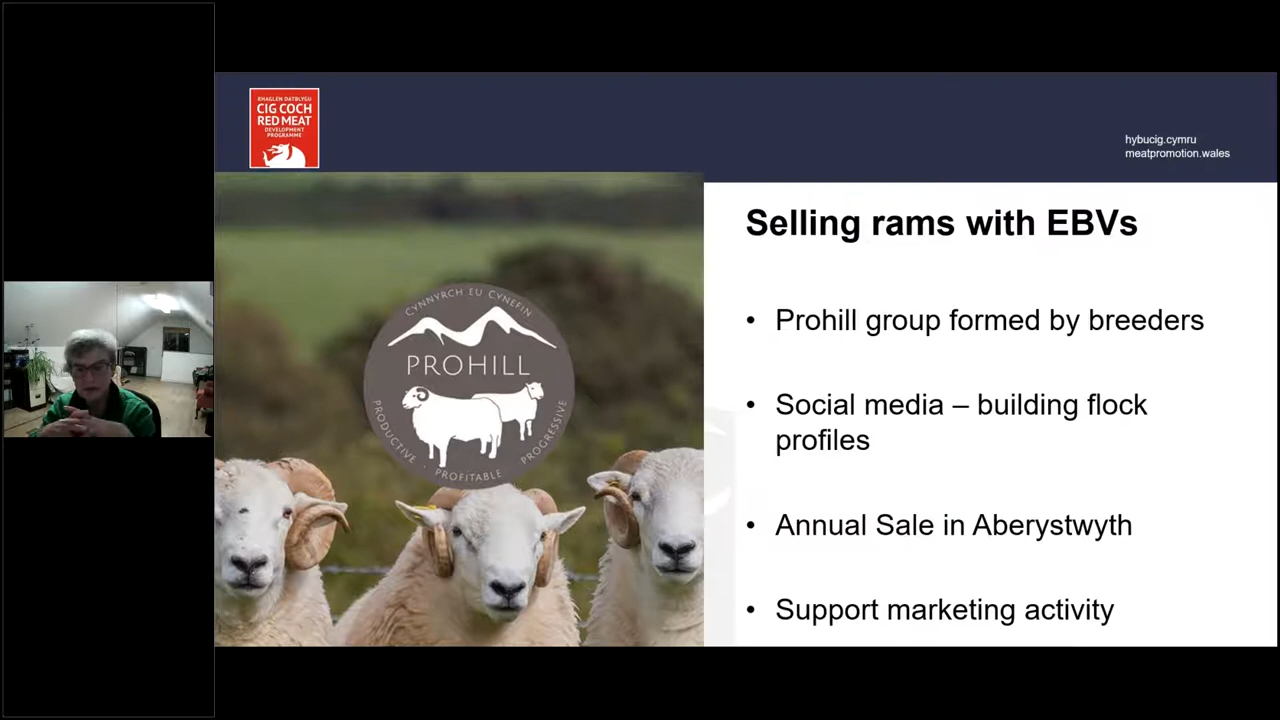 RHAGLEN DATBLYGU
CIG COCH
RED MEAT
DEVELOPMENT
PROGRAMME
hybucig.cymru
meatpromotion.wales
CYNNYRCH EU CYNEFIN
PROHILL
PRODUCTIVE · PROFITABLE PROGRESSIVE
Selling rams with EBVs
• Prohill group formed by breeders
• Social media – building flock
profiles
• Annual Sale in Aberystwyth
• Support marketing activity